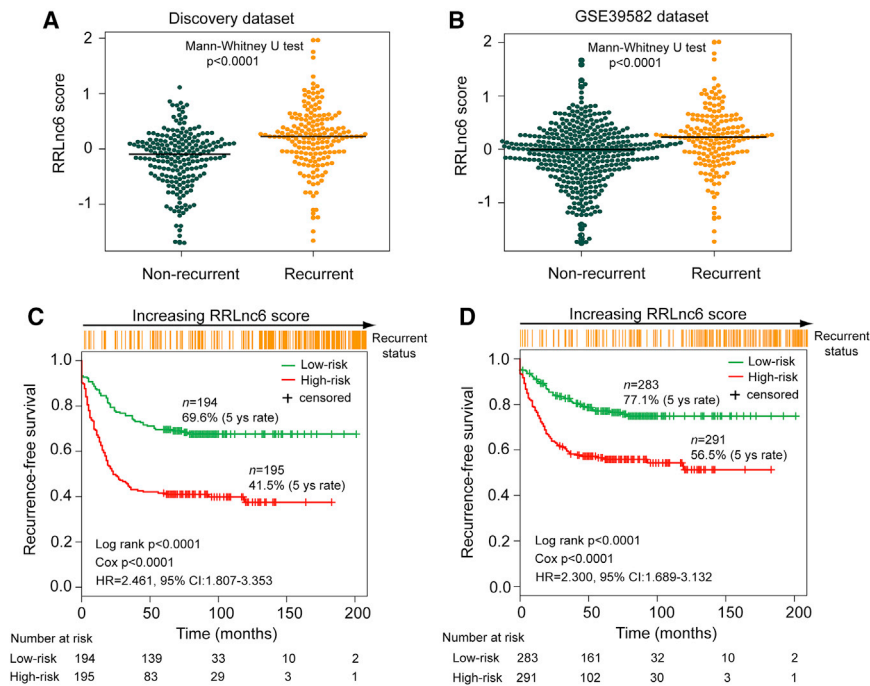 A
Discovery dataset
Mann-Whitney U test
p<0.0001
RRLnc6 score
2
1
0
-1
Non-recurrent
Recurrent
B
GSE39582 dataset
Mann-Whitney U test
p<0.0001
RRLnc6 score
2
1
0
-1
Non-recurrent
Recurrent
C
Increasing RRLnc6 score
Recurrent
status
Low-risk
High-risk
censored
n=194
69.6% (5 ys rate)
n=195
41.5% (5 ys rate)
Log rank p<0.0001
Cox p<0.0001
HR=2.461, 95% CI:1.807-3.353
Recurrence-free survival
1.0
0.8
0.6
0.4
0.2
0.0
0 50 100 150 200
Time (months)
Number at risk
Low-risk 194 139 33 10 2
High-risk 195 83 29 3 1
D
Increasing RRLnc6 score
Recurrent
status
Low-risk
High-risk
censored
n=283
77.1% (5 ys rate)
n=291
56.5% (5 ys rate)
Log rank p<0.0001
Cox p<0.0001
HR=2.300, 95% CI:1.689-3.132
Recurrence-free survival
1.0
0.8
0.6
0.4
0.2
0.0
0 50 100 150 200
Time (months)
Number at risk
Low-risk 283 161 32 10 2
High-risk 291 102 30 3 1